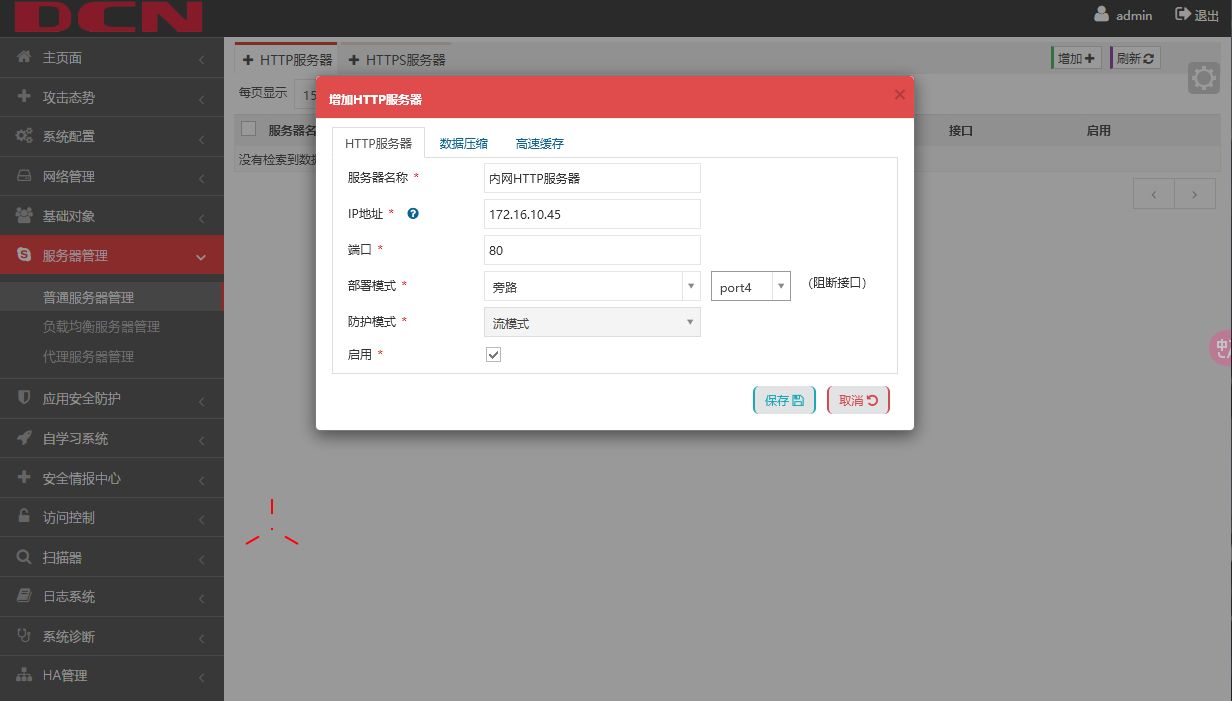 DCN
admin
退出
主页面
攻击态势
系统配置
网络管理
基础对象
服务器管理
普通服务器管理
负载均衡服务器管理
代理服务器管理
应用安全防护
自学习系统
安全情报中心
访问控制
扫描器
日志系统
系统诊断
HA管理
HTTP服务器 HTTPS服务器
增加 刷新
每页显示 15
服务器名 接口 启用
没有检索到数据
增加HTTP服务器 ×
HTTP服务器 数据压缩 高速缓存
服务器名称 * 内网HTTP服务器
IP地址 * 172.16.10.45
端口 * 80
部署模式 * 旁路 port4 (阻断接口)
防护模式 * 流模式
启用 *
保存 取消